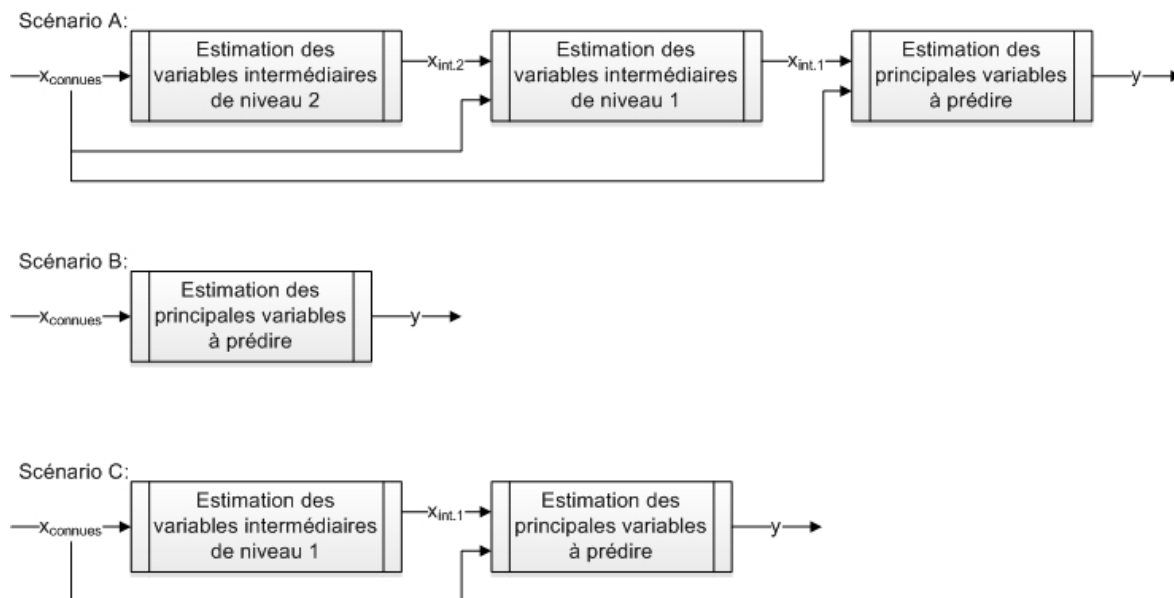 Scénario A:
Xconnues
Estimation des
variables intermédiaires
de niveau 2
Xint.2
Estimation des
variables intermédiaires
de niveau 1
Xint.1
Estimation des
principales variables
à prédire
y
Scénario B:
Xconnues
Estimation des
principales variables
à prédire
y
Scénario C:
Xconnues
Estimation des
variables intermédiaires
de niveau 1
Xint.1
Estimation des
principales variables
à prédire
y